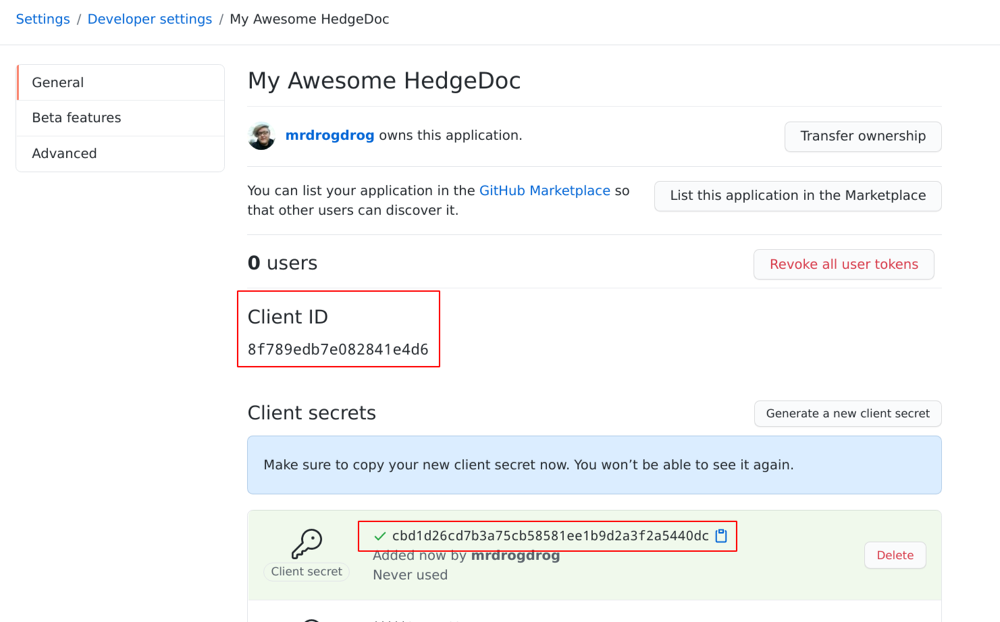 Settings / Developer settings / My Awesome HedgeDoc
General
Beta features
Advanced
My Awesome HedgeDoc
mrdrogdrog owns this application.
Transfer ownership
You can list your application in the GitHub Marketplace so
that other users can discover it.
List this application in the Marketplace
0 users
Revoke all user tokens
Client ID
8f789edb7e082841e4d6
Client secrets
Generate a new client secret
Make sure to copy your new client secret now. You won’t be able to see it again.
cbd1d26cd7b3a75cb58581ee1b9d2a3f2a5440dc
Added now by mrdrogdrog
Never used
Client secret
Delete